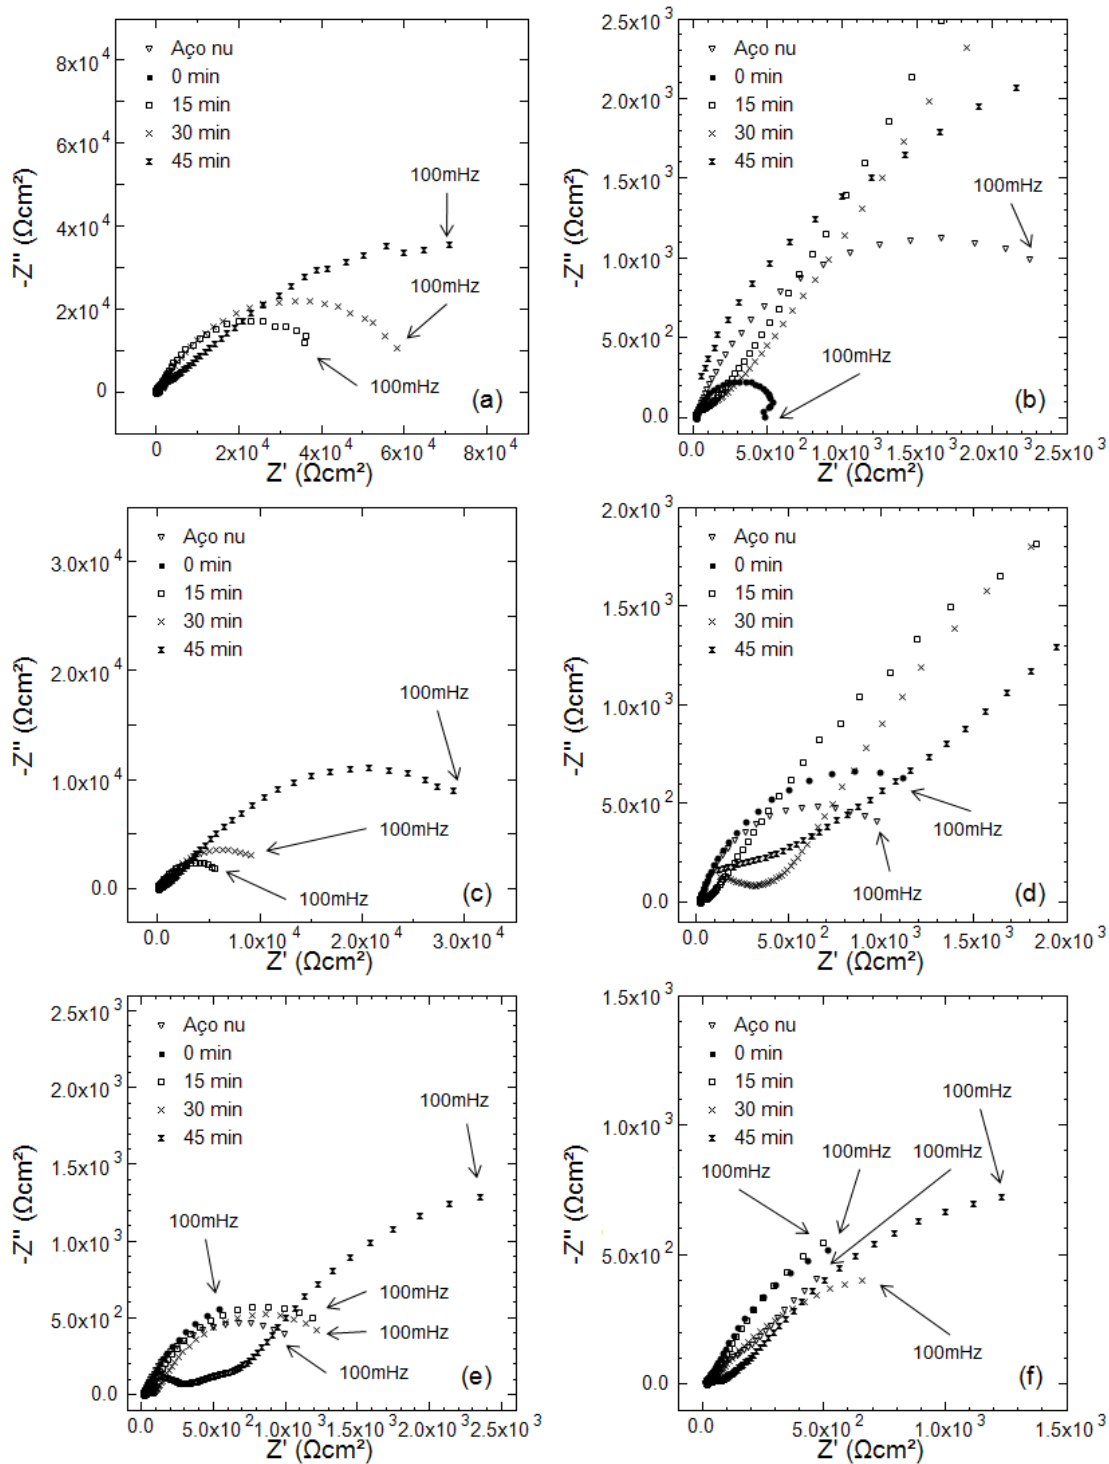 -Z'' (Ωcm²)
8x10 4
6x10 4
4x10 4
2x10 4
0
Aço nu
0 min
15 min
30 min
45 min
100mHz
100mHz
100mHz
(a)
0 2x10 4 4x10 4 6x10 4 8x10 4
Z' (Ωcm²)
-Z'' (Ωcm²)
2.5x10 3
2.0x10 3
1.5x10 3
1.0x10 3
5.0x10 2
0.0
Aço nu
0 min
15 min
30 min
45 min
100mHz
100mHz
(b)
0.0 5.0x10 2 1.0x10 3 1.5x10 3 2.0x10 3 2.5x10 3
Z' (Ωcm²)
-Z'' (Ωcm²)
3.0x10 4
2.0x10 4
1.0x10 4
0.0
Aço nu
0 min
15 min
30 min
45 min
100mHz
100mHz
100mHz
(c)
0.0 1.0x10 4 2.0x10 4 3.0x10 4
Z' (Ωcm²)
-Z'' (Ωcm²)
2.0x10 3
1.5x10 3
1.0x10 3
5.0x10 2
0.0
Aço nu
0 min
15 min
30 min
45 min
100mHz
100mHz
(d)
0.0 5.0x10 2 1.0x10 3 1.5x10 3 2.0x10 3
Z' (Ωcm²)
-Z'' (Ωcm²)
2.5x10 3
2.0x10 3
1.5x10 3
1.0x10 3
5.0x10 2
0.0
Aço nu
0 min
15 min
30 min
45 min
100mHz
100mHz
100mHz
100mHz
100mHz
(e)
0.0 5.0x10 2 1.0x10 3 1.5x10 3 2.0x10 3 2.5x10 3
Z' (Ωcm²)
-Z'' (Ωcm²)
1.5x10 3
1.0x10 3
5.0x10 2
0.0
Aço nu
0 min
15 min
30 min
45 min
100mHz
100mHz
100mHz
100mHz
100mHz
(f)
0.0 5.0x10 2 1.0x10 3 1.5x10 3
Z' (Ωcm²)